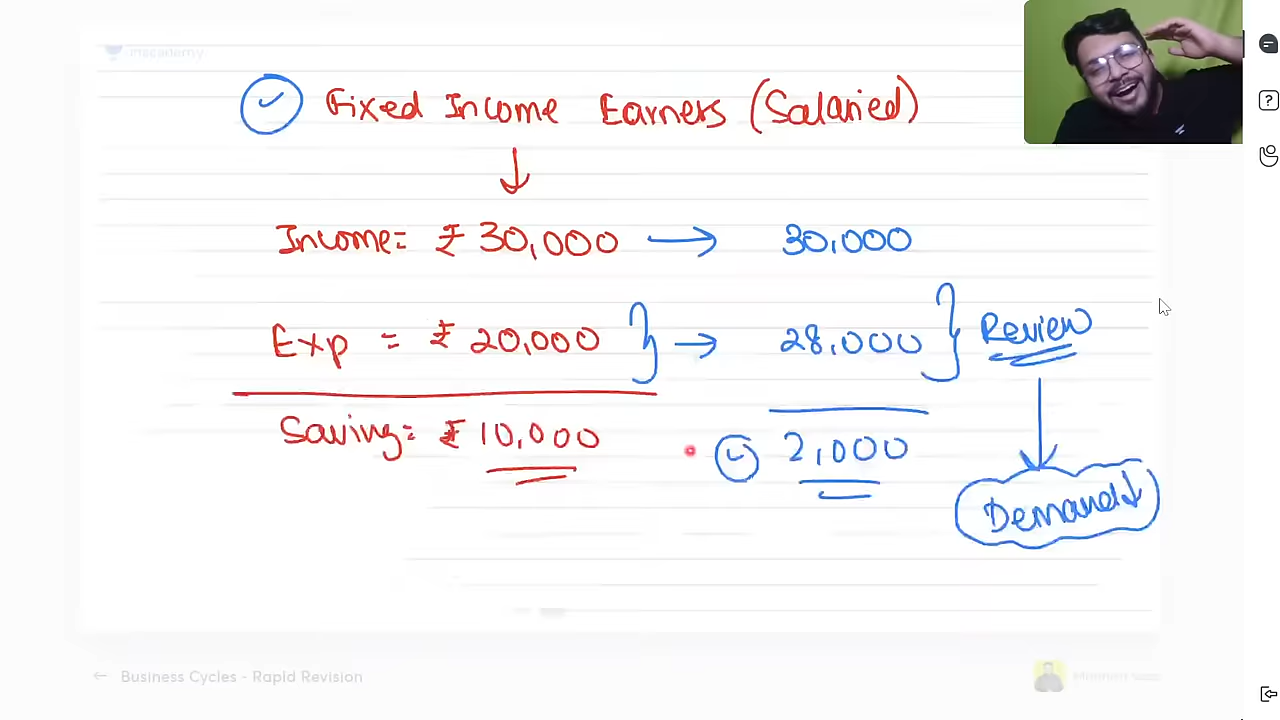 Fixed Income Earners (Salaried)
Income = ₹ 30,000 → 30,000
Exp = ₹ 20,000 } → 28,000 } Review
Saving = ₹ 10,000 2,000
Demand↓
← Business Cycles - Rapid Revision